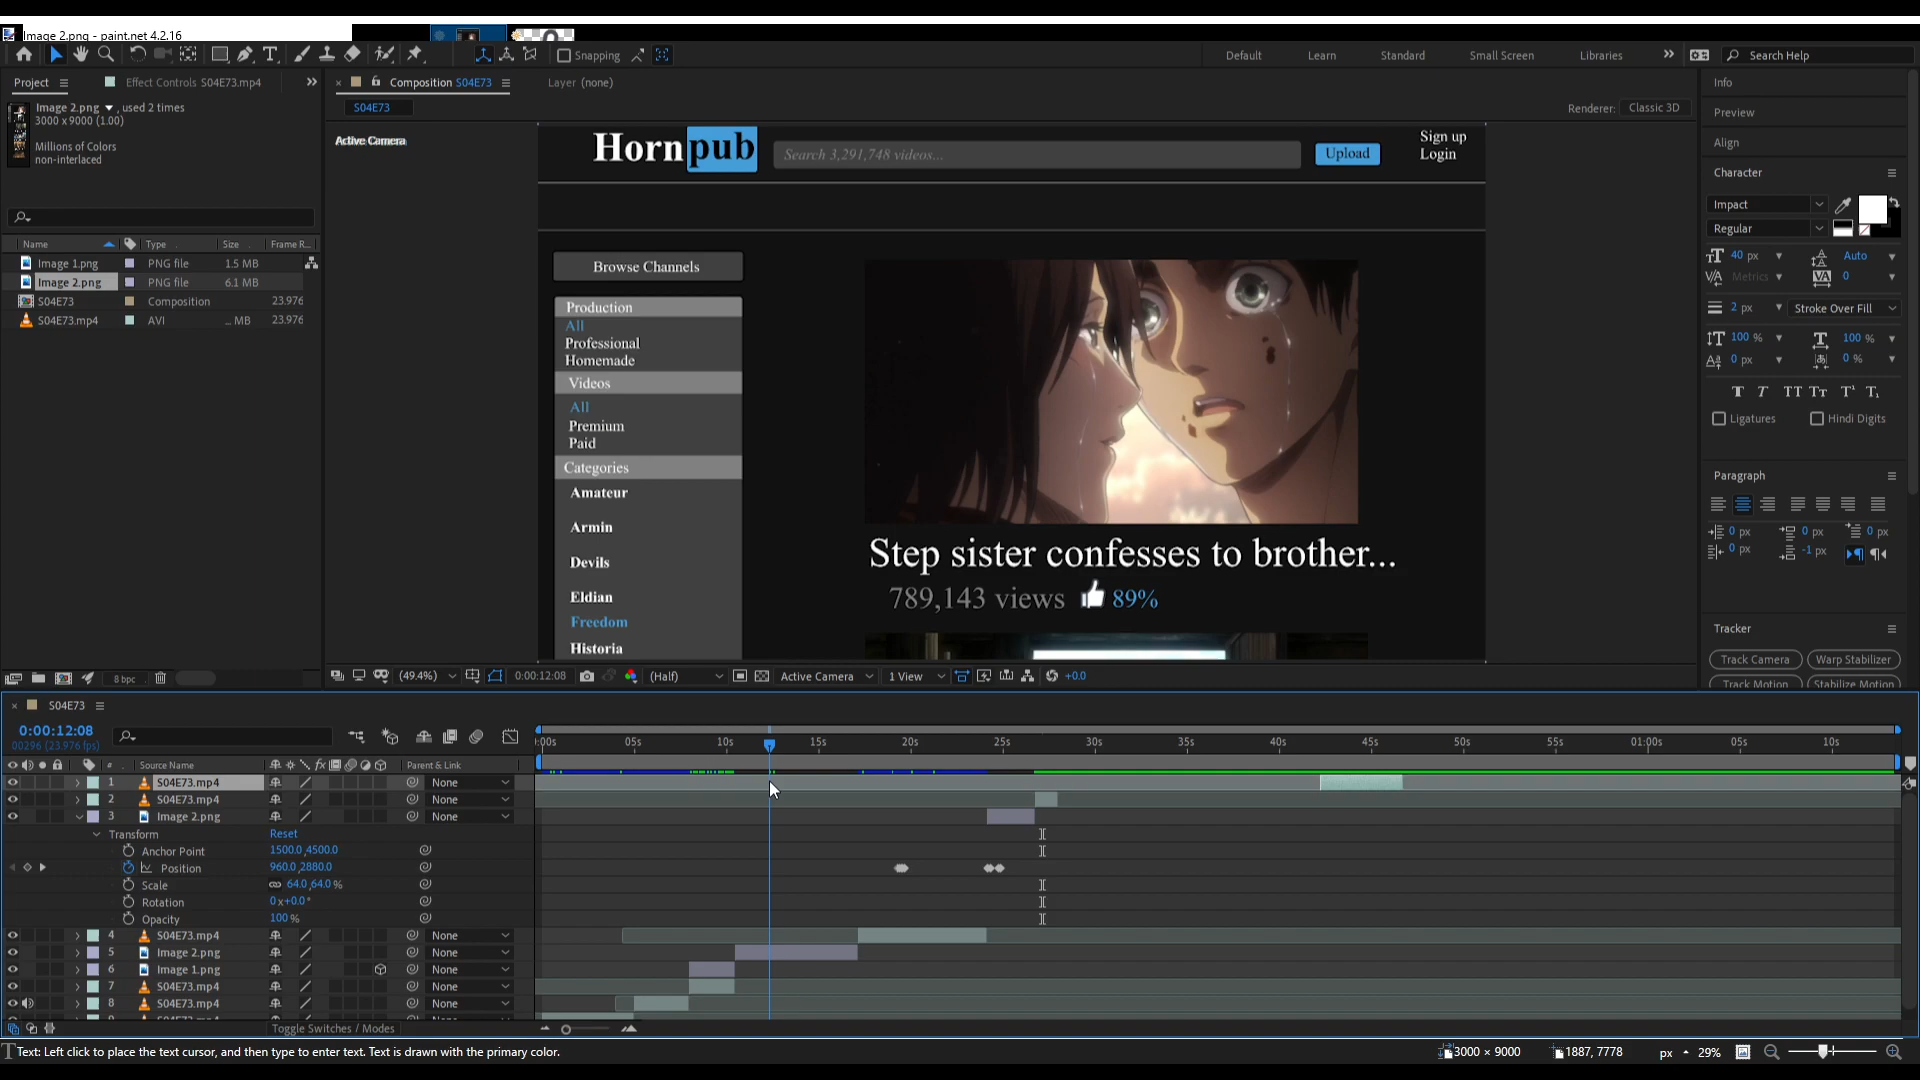 Image 2.png - paint.net 4.2.16
Snapping
Default
Learn
Standard
Small Screen
Libraries
Search Help
Project
Effect Controls S04E73.mp4
Composition S04E73
Layer (none)
Info
Image 2.png , used 2 times
3000 x 9000 (1.00)
S04E73
Renderer: Classic 3D
Preview
Millions of Colors
non-interlaced
Active Camera
Align
Character
Hornpub
Search 3,291,748 videos...
Upload
Sign up
Login
Impact
Regular
Name
Type
Size
Frame R...
Image 1.png
PNG file
1.5 MB
Image 2.png
PNG file
6.1 MB
S04E73
Composition
23.976
S04E73.mp4
AVI
... MB
23.976
Browse Channels
Production
All
Professional
Homemade
Videos
All
Premium
Paid
Categories
Amateur
Armin
Devils
Eldian
Freedom
Historia
Step sister confesses to brother...
789,143 views
89%
40 px
Auto
Metrics
0
2 px
Stroke Over Fill
100 %
100 %
0 px
0 %
Ligatures
Hindi Digits
Paragraph
0 px
0 px
0 px
0 px
-1 px
Tracker
Track Camera
Warp Stabilizer
Track Motion
Stabilize Motion
8 bpc
(49.4%)
0:00:12:08
(Half)
Active Camera
1 View
+0.0
S04E73
0:00:12:08
00296 (23.976 fps)
:00s
05s
10s
15s
20s
25s
30s
35s
40s
45s
50s
55s
01:00s
05s
10s
#
Source Name
Parent & Link
1
S04E73.mp4
None
2
S04E73.mp4
None
3
Image 2.png
None
Transform
Reset
Anchor Point
1500.0,4500.0
Position
960.0,2880.0
Scale
64.0,64.0 %
Rotation
0x+0.0°
Opacity
100 %
4
S04E73.mp4
None
5
Image 2.png
None
6
Image 1.png
None
7
S04E73.mp4
None
8
S04E73.mp4
None
Toggle Switches / Modes
Text: Left click to place the text cursor, and then type to enter text. Text is drawn with the primary color.
3000 × 9000
1887, 7778
px
29%